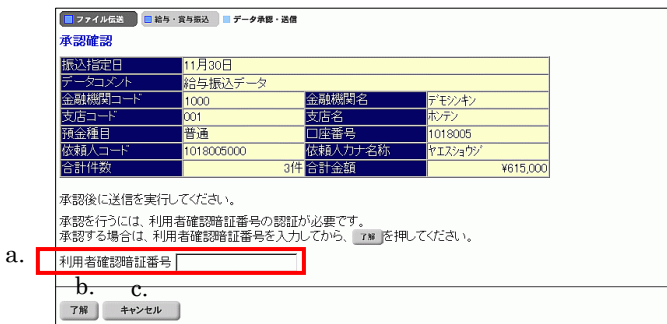 ファイル伝送 給与・賞与振込 データ承認・送信
承認確認
振込指定日 11月30日
データコメント 給与振込データ
金融機関コード 1000 金融機関名 デモシンキン
支店コード 001 支店名 ホンテン
預金種目 普通 口座番号 1018005
依頼人コード 1018005000 依頼人カナ名称 ヤエスショウジ
合計件数 3件 合計金額 ¥615,000
承認後に送信を実行してください。
承認を行うには、利用者確認暗証番号の認証が必要です。
承認する場合は、利用者確認暗証番号を入力してから、 了解 を押してください。
a. 利用者確認暗証番号
b. c.
了解 キャンセル